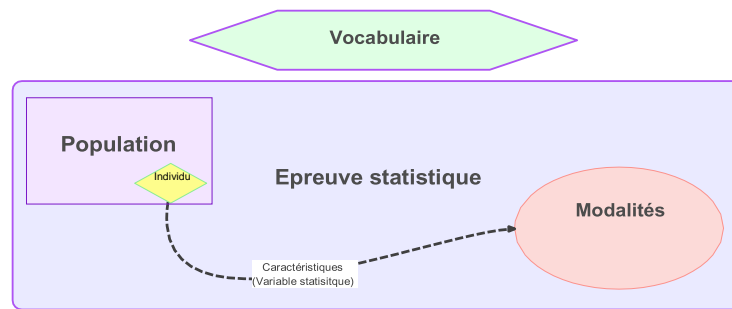 Vocabulaire
Population
Individu
Epreuve statistique
Modalités
Caractéristiques
(Variable statisitque)